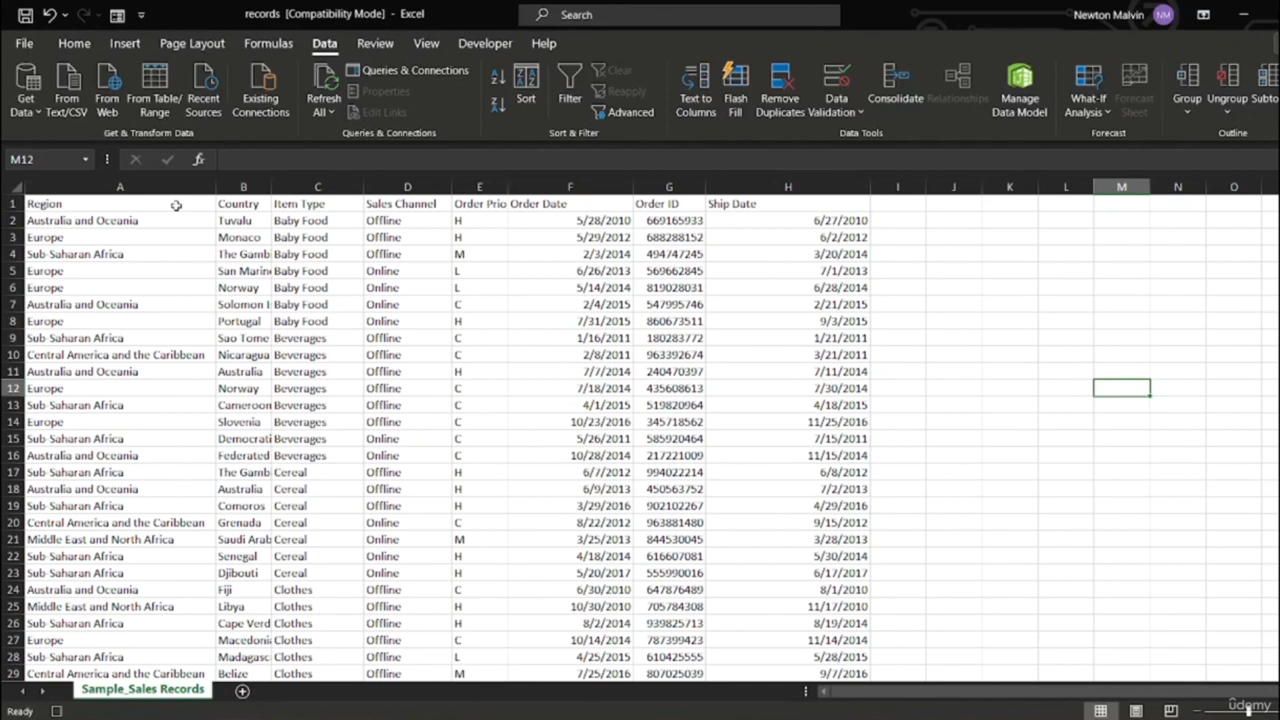 records [Compatibility Mode] - Excel
Search
Newton Malvin NM
File Home Insert Page Layout Formulas Data Review View Developer Help
Get Data
From Text/CSV
From Web
From Table/ Range
Recent Sources
Existing Connections
Refresh All
Queries & Connections
Properties
Edit Links
Sort
Filter
Clear
Reapply
Advanced
Text to Columns
Flash Fill
Remove Duplicates
Data Validation
Consolidate
Relationships
Manage Data Model
What-If Analysis
Forecast Sheet
Group
Ungroup
Get & Transform Data Queries & Connections Sort & Filter Data Tools Forecast Outline
M12 fx
A B C D E F G H I J K L M N O
1 Region Country Item Type Sales Channel Order Prio Order Date Order ID Ship Date
2 Australia and Oceania Tuvalu Baby Food Offline H 5/28/2010 669165933 6/27/2010
3 Europe Monaco Baby Food Offline H 5/29/2012 688288152 6/2/2012
4 Sub-Saharan Africa The Gamb Baby Food Offline M 2/3/2014 494747245 3/20/2014
5 Europe San Marin Baby Food Online L 6/26/2013 569662845 7/1/2013
6 Europe Norway Baby Food Online L 5/14/2014 819028031 6/28/2014
7 Australia and Oceania Solomon I Baby Food Online C 2/4/2015 547995746 2/21/2015
8 Europe Portugal Baby Food Online H 7/31/2015 860673511 9/3/2015
9 Sub-Saharan Africa Sao Tome Beverages Offline C 1/16/2011 180283772 1/21/2011
10 Central America and the Caribbean Nicaragua Beverages Offline C 2/8/2011 963392674 3/21/2011
11 Australia and Oceania Australia Beverages Offline H 7/7/2014 240470397 7/11/2014
12 Europe Norway Beverages Offline C 7/18/2014 435608613 7/30/2014
13 Sub-Saharan Africa Cameroon Beverages Offline C 4/1/2015 519820964 4/18/2015
14 Europe Slovenia Beverages Offline C 10/23/2016 345718562 11/25/2016
15 Sub-Saharan Africa Democrati Beverages Online C 5/26/2011 585920464 7/15/2011
16 Australia and Oceania Federated Beverages Online C 10/28/2014 217221009 11/15/2014
17 Sub-Saharan Africa The Gamb Cereal Offline H 6/7/2012 994022214 6/8/2012
18 Australia and Oceania Australia Cereal Offline H 6/9/2013 450563752 7/2/2013
19 Sub-Saharan Africa Comoros Cereal Offline H 3/29/2016 902102267 4/29/2016
20 Central America and the Caribbean Grenada Cereal Online C 8/22/2012 963881480 9/15/2012
21 Middle East and North Africa Saudi Arab Cereal Online M 3/25/2013 844530045 3/28/2013
22 Sub-Saharan Africa Senegal Cereal Online H 4/18/2014 616607081 5/30/2014
23 Sub-Saharan Africa Djibouti Cereal Online H 5/20/2017 555990016 6/17/2017
24 Australia and Oceania Fiji Clothes Offline C 6/30/2010 647876489 8/1/2010
25 Middle East and North Africa Libya Clothes Offline H 10/30/2010 705784308 11/17/2010
26 Sub-Saharan Africa Cape Verd Clothes Offline H 8/2/2014 939825713 8/19/2014
27 Europe Macedoni Clothes Offline C 10/14/2014 787399423 11/14/2014
28 Sub-Saharan Africa Madagasc Clothes Offline L 4/25/2015 610425555 5/28/2015
29 Central America and the Caribbean Belize Clothes Offline M 7/25/2016 807025039 9/7/2016
Sample_Sales Records
Ready
udemy